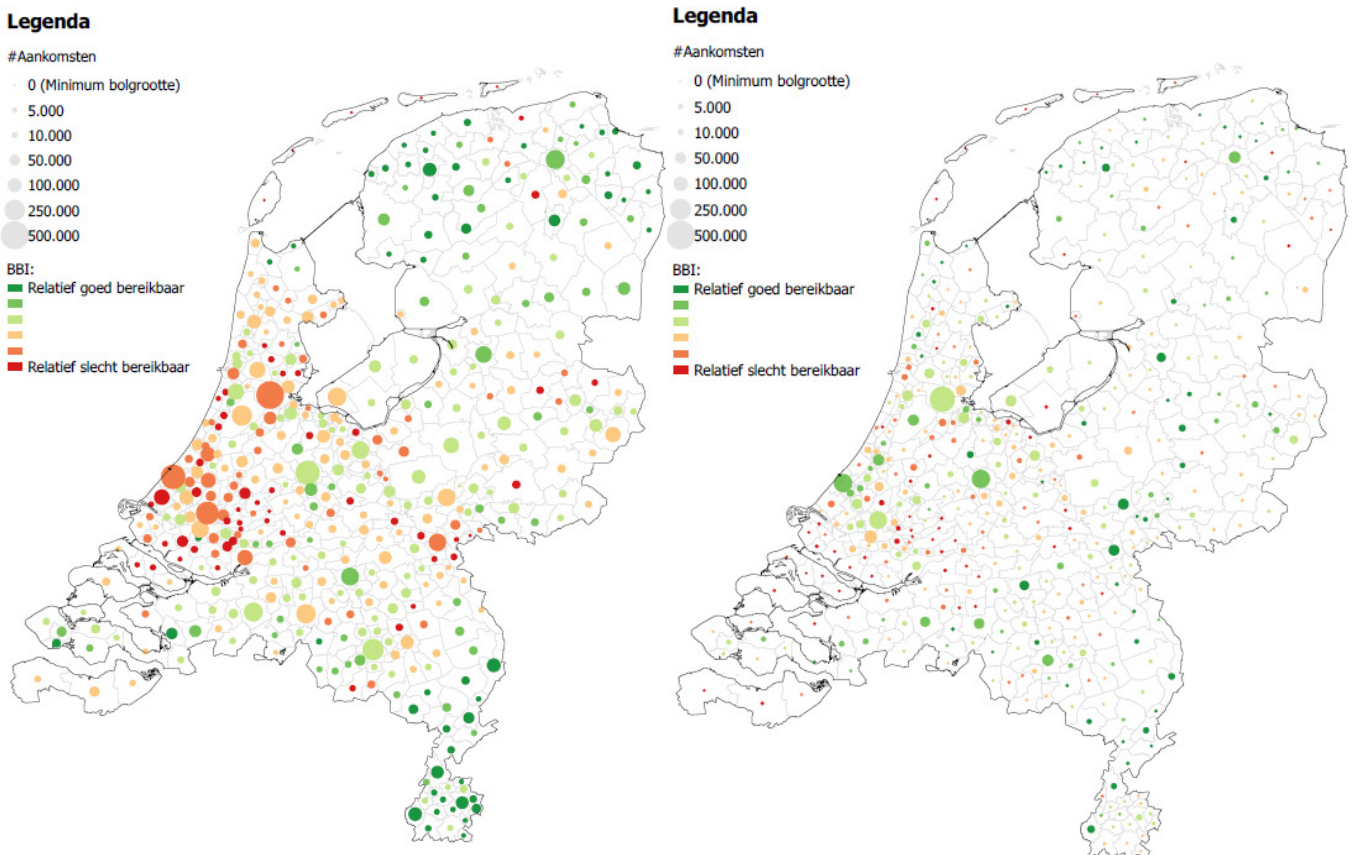 Legenda
#Aankomsten
0 (Minimum bolgrootte)
5.000
10.000
50.000
100.000
250.000
500.000
BBI:
Relatief goed bereikbaar
Relatief slecht bereikbaar
Legenda
#Aankomsten
0 (Minimum bolgrootte)
5.000
10.000
50.000
100.000
250.000
500.000
BBI:
Relatief goed bereikbaar
Relatief slecht bereikbaar